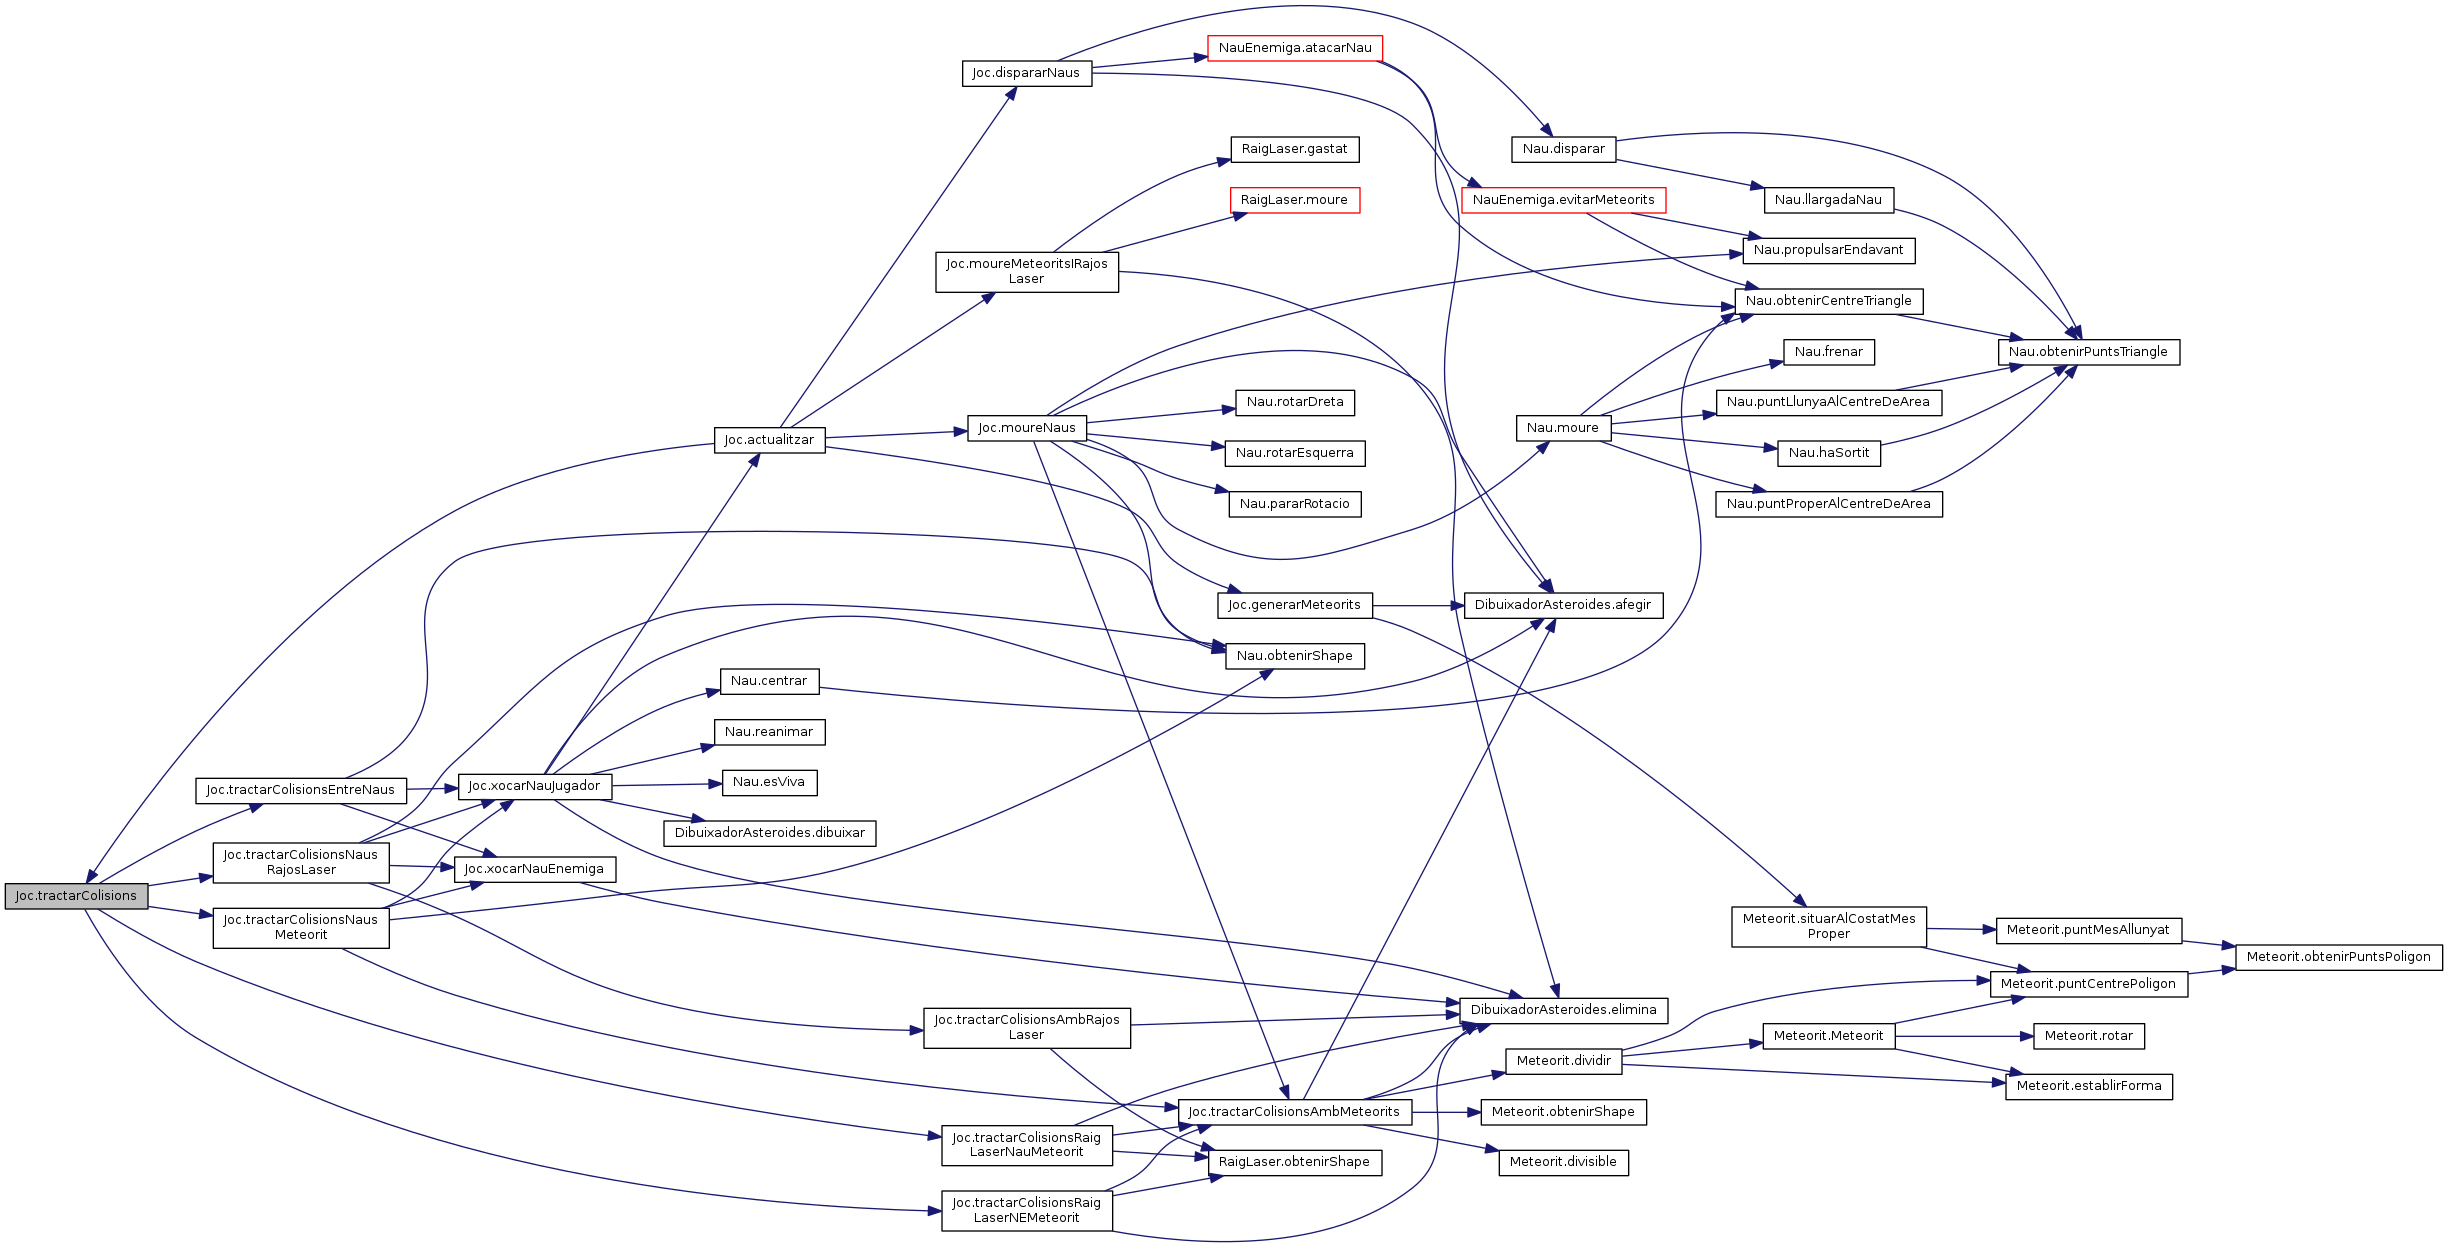 Joc.tractarColisions
Joc.tractarColisionsEntreNaus
Joc.tractarColisionsNaus
RajosLaser
Joc.tractarColisionsNaus
Meteorit
Joc.xocarNauJugador
Joc.xocarNauEnemiga
Joc.actualitzar
Nau.centrar
Nau.reanimar
Nau.esViva
DibuixadorAsteroides.dibuixar
Joc.dispararNaus
Joc.moureMeteoritsIRajos
Laser
Joc.moureNaus
Joc.tractarColisionsAmbRajos
Laser
Joc.tractarColisionsRaig
LaserNauMeteorit
Joc.tractarColisionsRaig
LaserNEMeteorit
NauEnemiga.atacarNau
RaigLaser.gastat
RaigLaser.moure
Nau.rotarDreta
Nau.rotarEsquerra
Nau.pararRotacio
Joc.generarMeteorits
Nau.obtenirShape
Joc.tractarColisionsAmbMeteorits
RaigLaser.obtenirShape
Nau.disparar
NauEnemiga.evitarMeteorits
Nau.moure
DibuixadorAsteroides.afegir
DibuixadorAsteroides.elimina
Meteorit.dividir
Meteorit.obtenirShape
Meteorit.divisible
Nau.llargadaNau
Nau.propulsarEndavant
Nau.obtenirCentreTriangle
Nau.frenar
Nau.puntLlunyaAlCentreDeArea
Nau.haSortit
Nau.puntProperAlCentreDeArea
Meteorit.situarAlCostatMes
Proper
Meteorit.Meteorit
Nau.obtenirPuntsTriangle
Meteorit.puntMesAllunyat
Meteorit.puntCentrePoligon
Meteorit.rotar
Meteorit.establirForma
Meteorit.obtenirPuntsPoligon